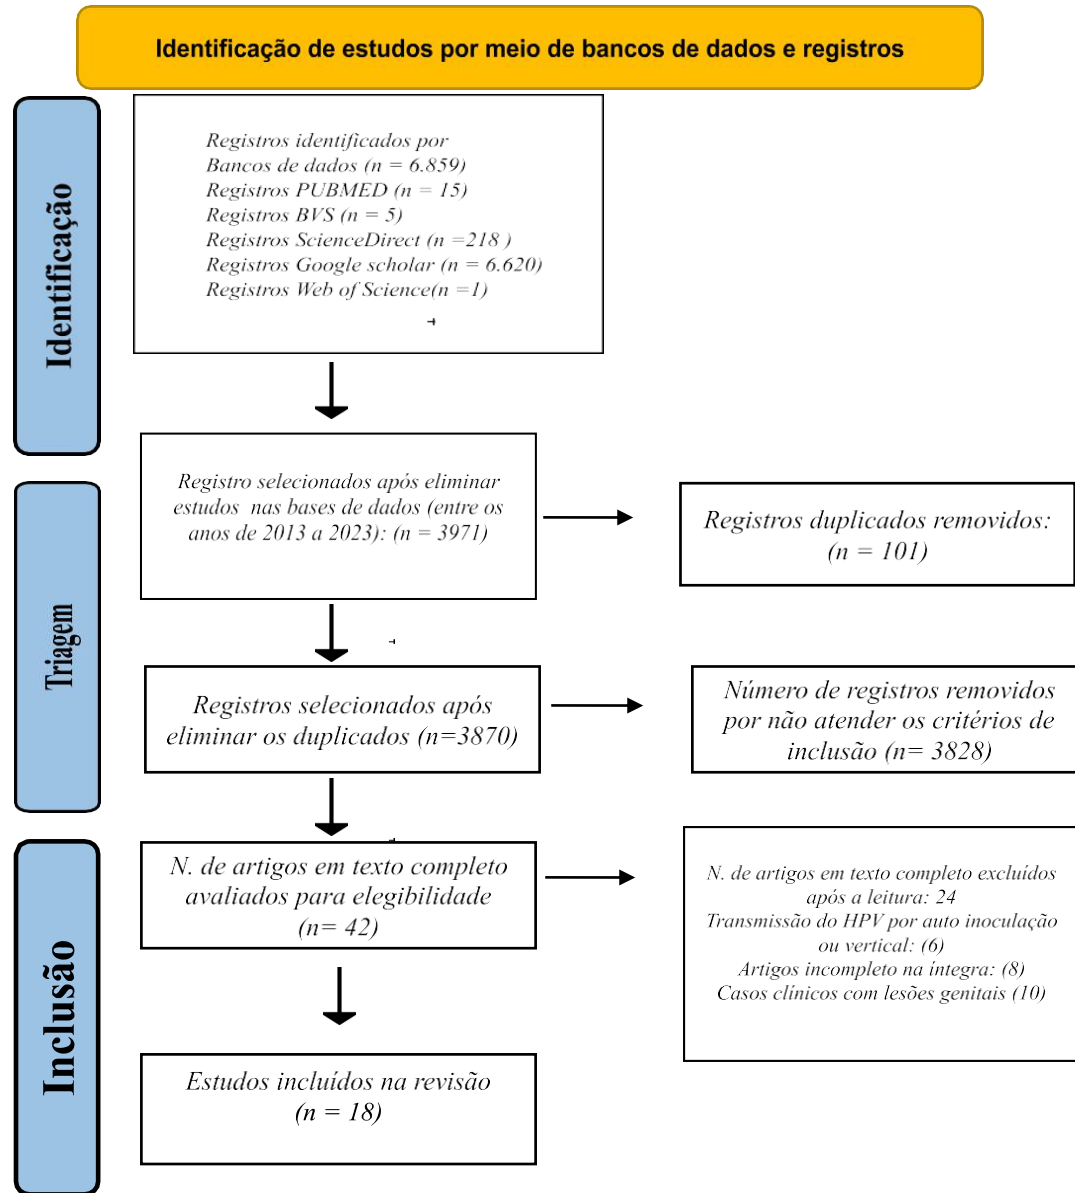 Identificação de estudos por meio de bancos de dados e registros
Identificação
Registros identificados por
Bancos de dados (n = 6.859)
Registros PUBMED (n = 15)
Registros BVS (n = 5)
Registros ScienceDirect (n =218 )
Registros Google scholar (n = 6.620)
Registros Web of Science(n =1)
Triagem
Registro selecionados após eliminar
estudos nas bases de dados (entre os
anos de 2013 a 2023): (n = 3971)
Registros duplicados removidos:
(n = 101)
Registros selecionados após
eliminar os duplicados (n=3870)
Número de registros removidos
por não atender os critérios de
inclusão (n= 3828)
Inclusão
N. de artigos em texto completo
avaliados para elegibilidade
(n= 42)
N. de artigos em texto completo excluídos
após a leitura: 24
Transmissão do HPV por auto inoculação
ou vertical: (6)
Artigos incompleto na íntegra: (8)
Casos clínicos com lesões genitais (10)
Estudos incluídos na revisão
(n = 18)